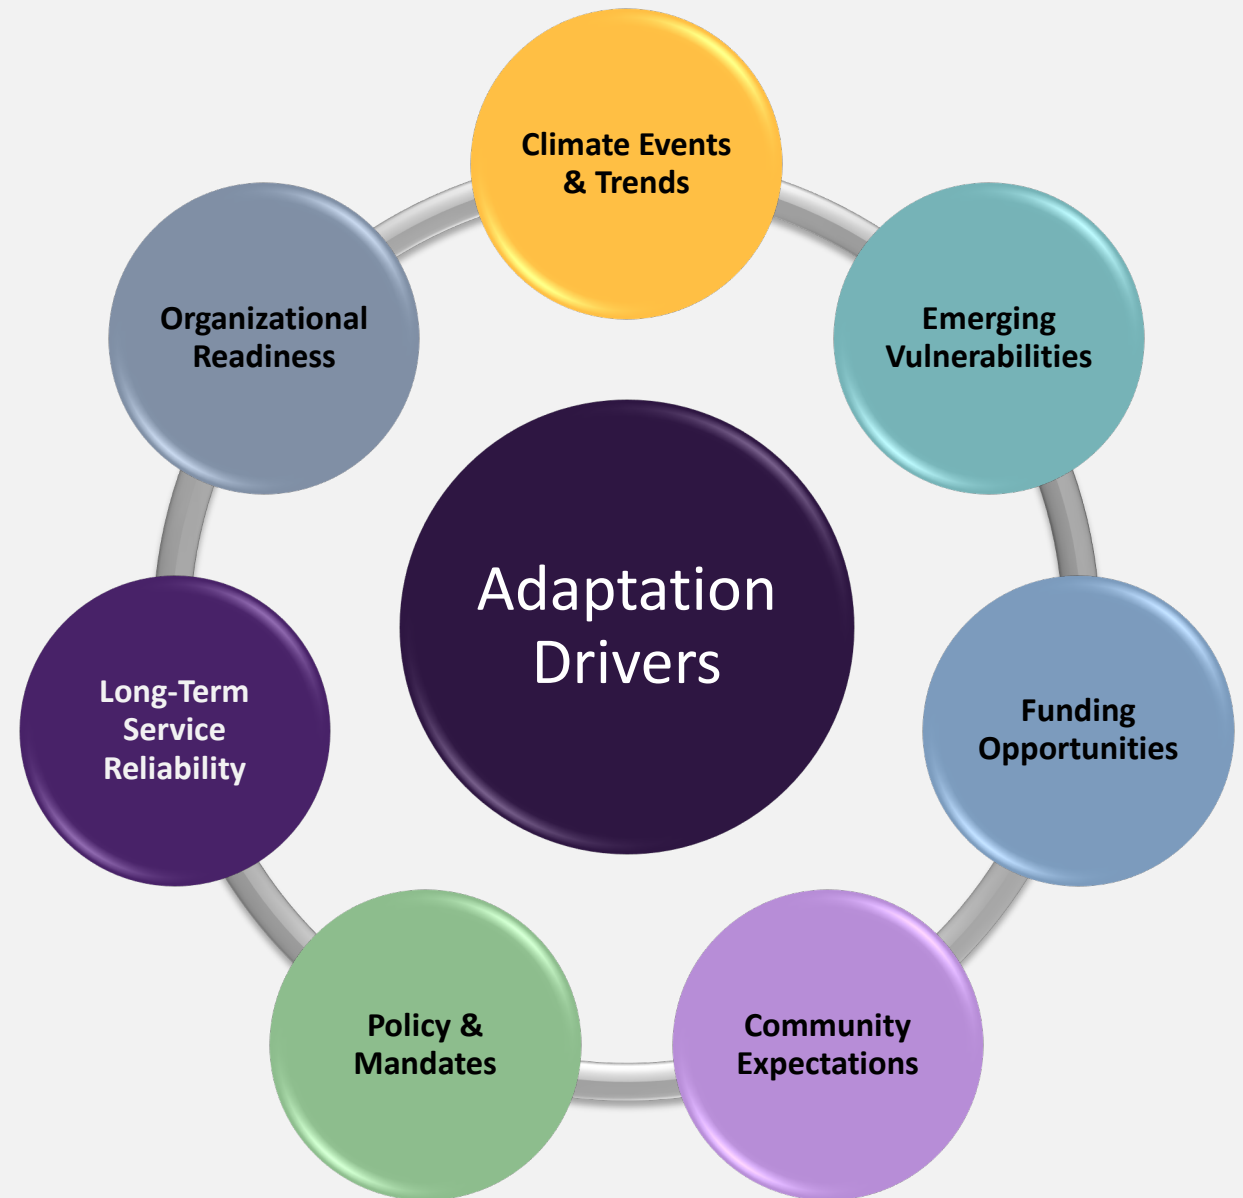 Climate Events
& Trends
Emerging
Vulnerabilities
Funding
Opportunities
Community
Expectations
Policy &
Mandates
Long-Term
Service
Reliability
Organizational
Readiness
Adaptation
Drivers